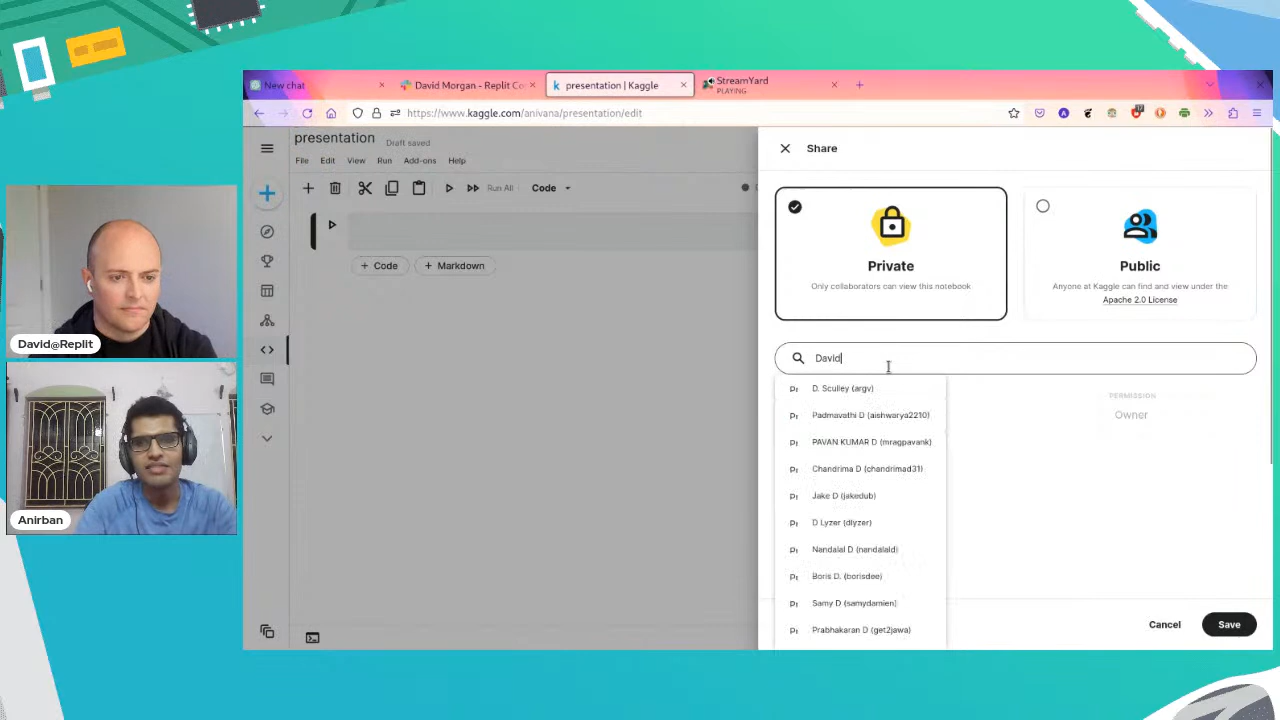 New chat
David Morgan - Replit Co
presentation | Kaggle
StreamYard
PLAYING
https://www.kaggle.com/anivana/presentation/edit
presentation
Draft saved
File Edit View Run Add-ons Help
Run All
Code
+ Code
+ Markdown
Share
Private
Only collaborators can view this notebook
Public
Anyone at Kaggle can find and view under the
Apache 2.0 License
David
D. Sculley (argv)
Padmavathi D (aishwarya2210)
PAVAN KUMAR D (mragpavank)
Chandrima D (chandrimad31)
Jake D (jakedub)
D Lyzer (dlyzer)
Nandalal D (nandalald)
Boris D. (borisdee)
Samy D (samydamien)
Prabhakaran D (get2jawa)
PERMISSION
Owner
Cancel
Save
David@Replit
Anirban